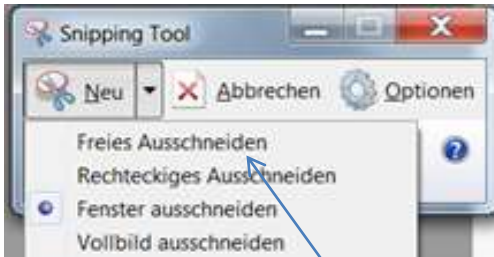 Snipping Tool
Neu Abbrechen Optionen
Freies Ausschneiden
Rechteckiges Ausschneiden
Fenster ausschneiden
Vollbild ausschneiden